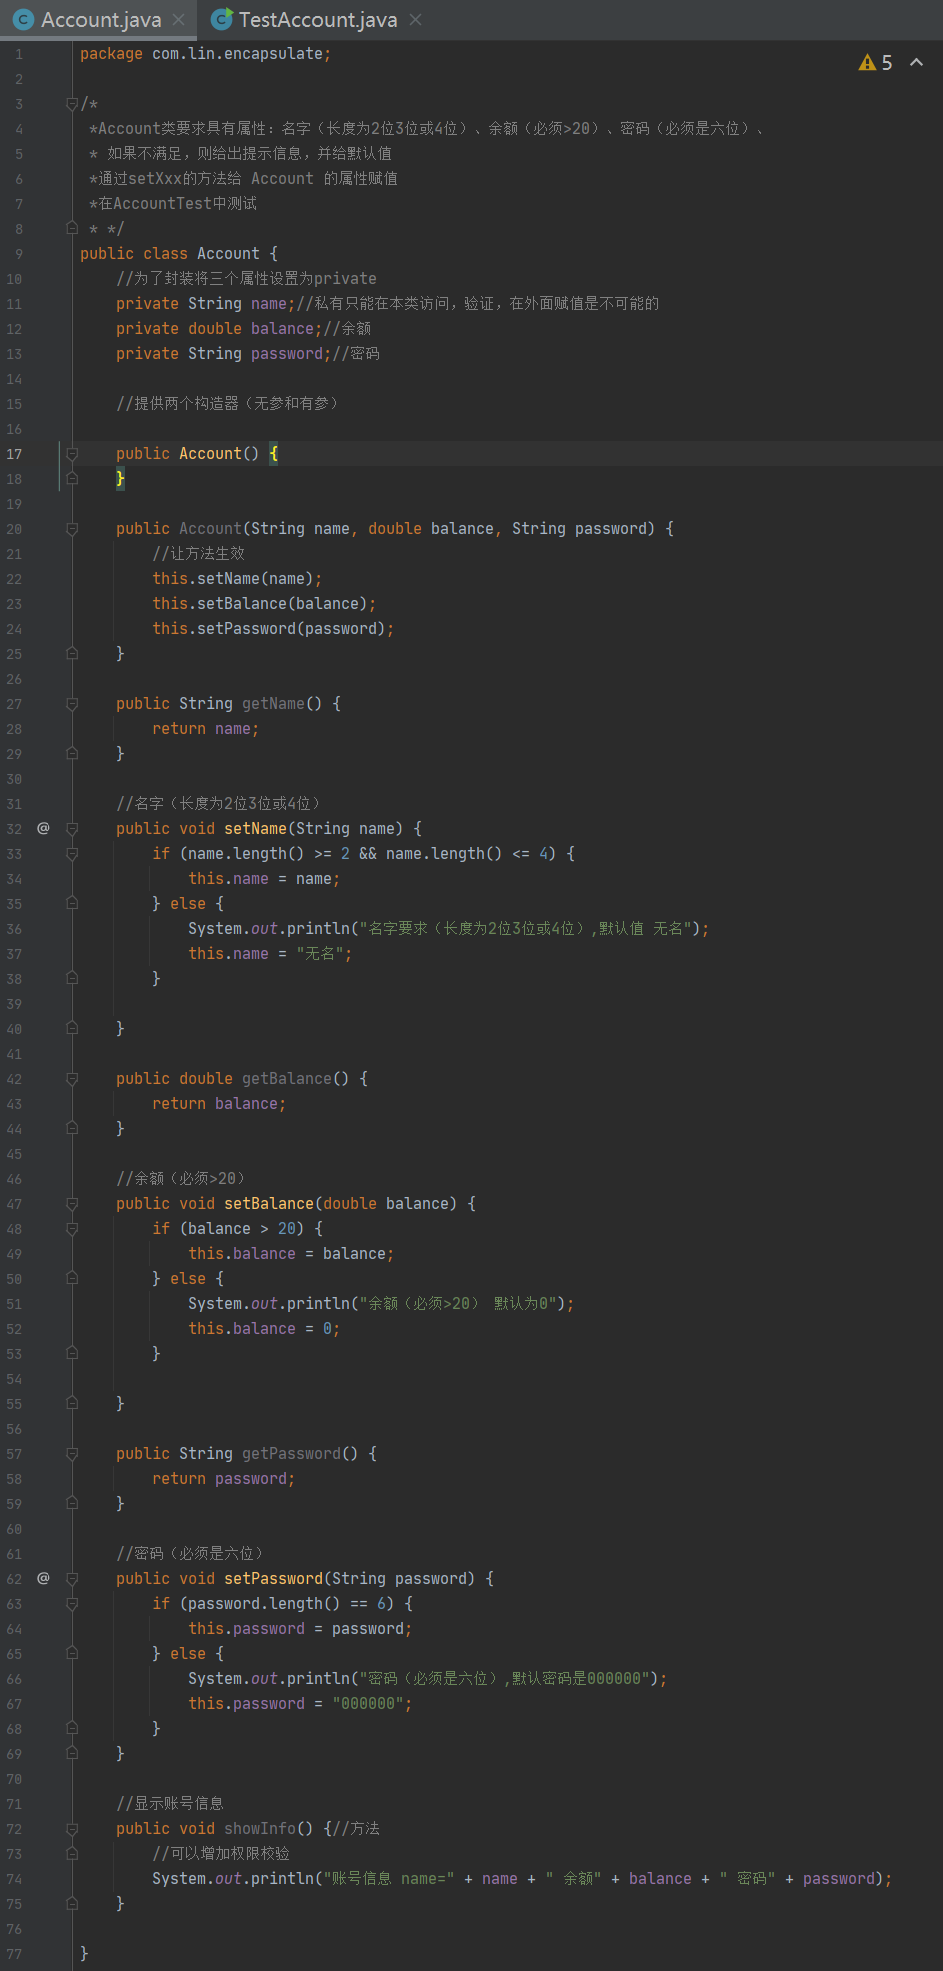 Account.java TestAccount.java
5
1 package com.lin.encapsulate;
2
3 /*
4  *Account类要求具有属性：名字（长度为2位3位或4位）、余额（必须>20）、密码（必须是六位）、
5  * 如果不满足，则给出提示信息，并给默认值
6  *通过setXxx的方法给 Account 的属性赋值
7  *在AccountTest中测试
8  * */
9 public class Account {
10     //为了封装将三个属性设置为private
11     private String name;//私有只能在本类访问，验证，在外面赋值是不可能的
12     private double balance;//余额
13     private String password;//密码
14
15     //提供两个构造器（无参和有参）
16
17     public Account() {
18     }
19
20     public Account(String name, double balance, String password) {
21         //让方法生效
22         this.setName(name);
23         this.setBalance(balance);
24         this.setPassword(password);
25     }
26
27     public String getName() {
28         return name;
29     }
30
31     //名字（长度为2位3位或4位）
32 @     public void setName(String name) {
33         if (name.length() >= 2 && name.length() <= 4) {
34             this.name = name;
35         } else {
36             System.out.println("名字要求（长度为2位3位或4位）,默认值 无名");
37             this.name = "无名";
38         }
39
40     }
41
42     public double getBalance() {
43         return balance;
44     }
45
46     //余额（必须>20）
47     public void setBalance(double balance) {
48         if (balance > 20) {
49             this.balance = balance;
50         } else {
51             System.out.println("余额（必须>20） 默认为0");
52             this.balance = 0;
53         }
54
55     }
56
57     public String getPassword() {
58         return password;
59     }
60
61     //密码（必须是六位）
62 @     public void setPassword(String password) {
63         if (password.length() == 6) {
64             this.password = password;
65         } else {
66             System.out.println("密码（必须是六位）,默认密码是000000");
67             this.password = "000000";
68         }
69     }
70
71     //显示账号信息
72     public void showInfo() {//方法
73         //可以增加权限校验
74         System.out.println("账号信息 name=" + name + " 余额" + balance + " 密码" + password);
75     }
76
77 }